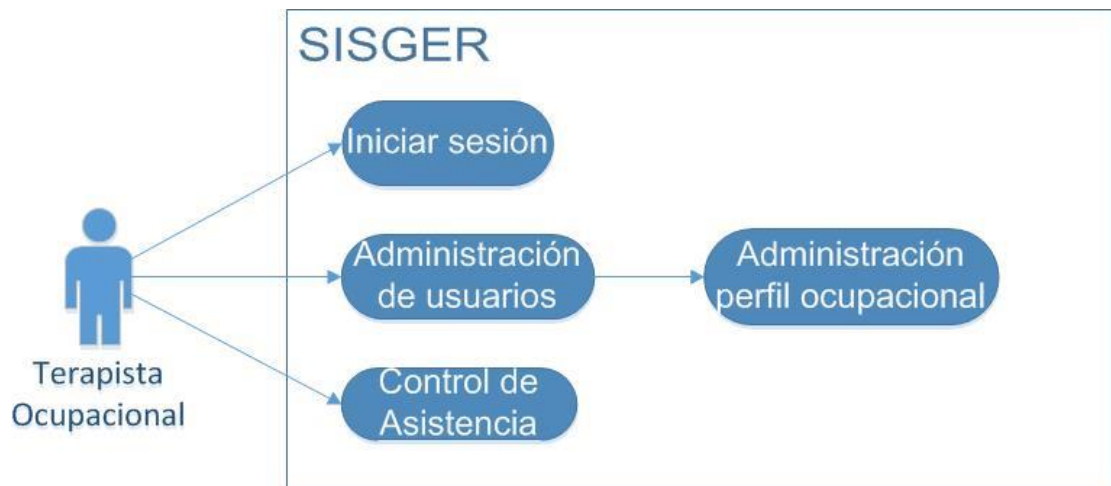 SISGER
Iniciar sesión
Administración
de usuarios
Administración
perfil ocupacional
Control de
Asistencia
Terapista
Ocupacional